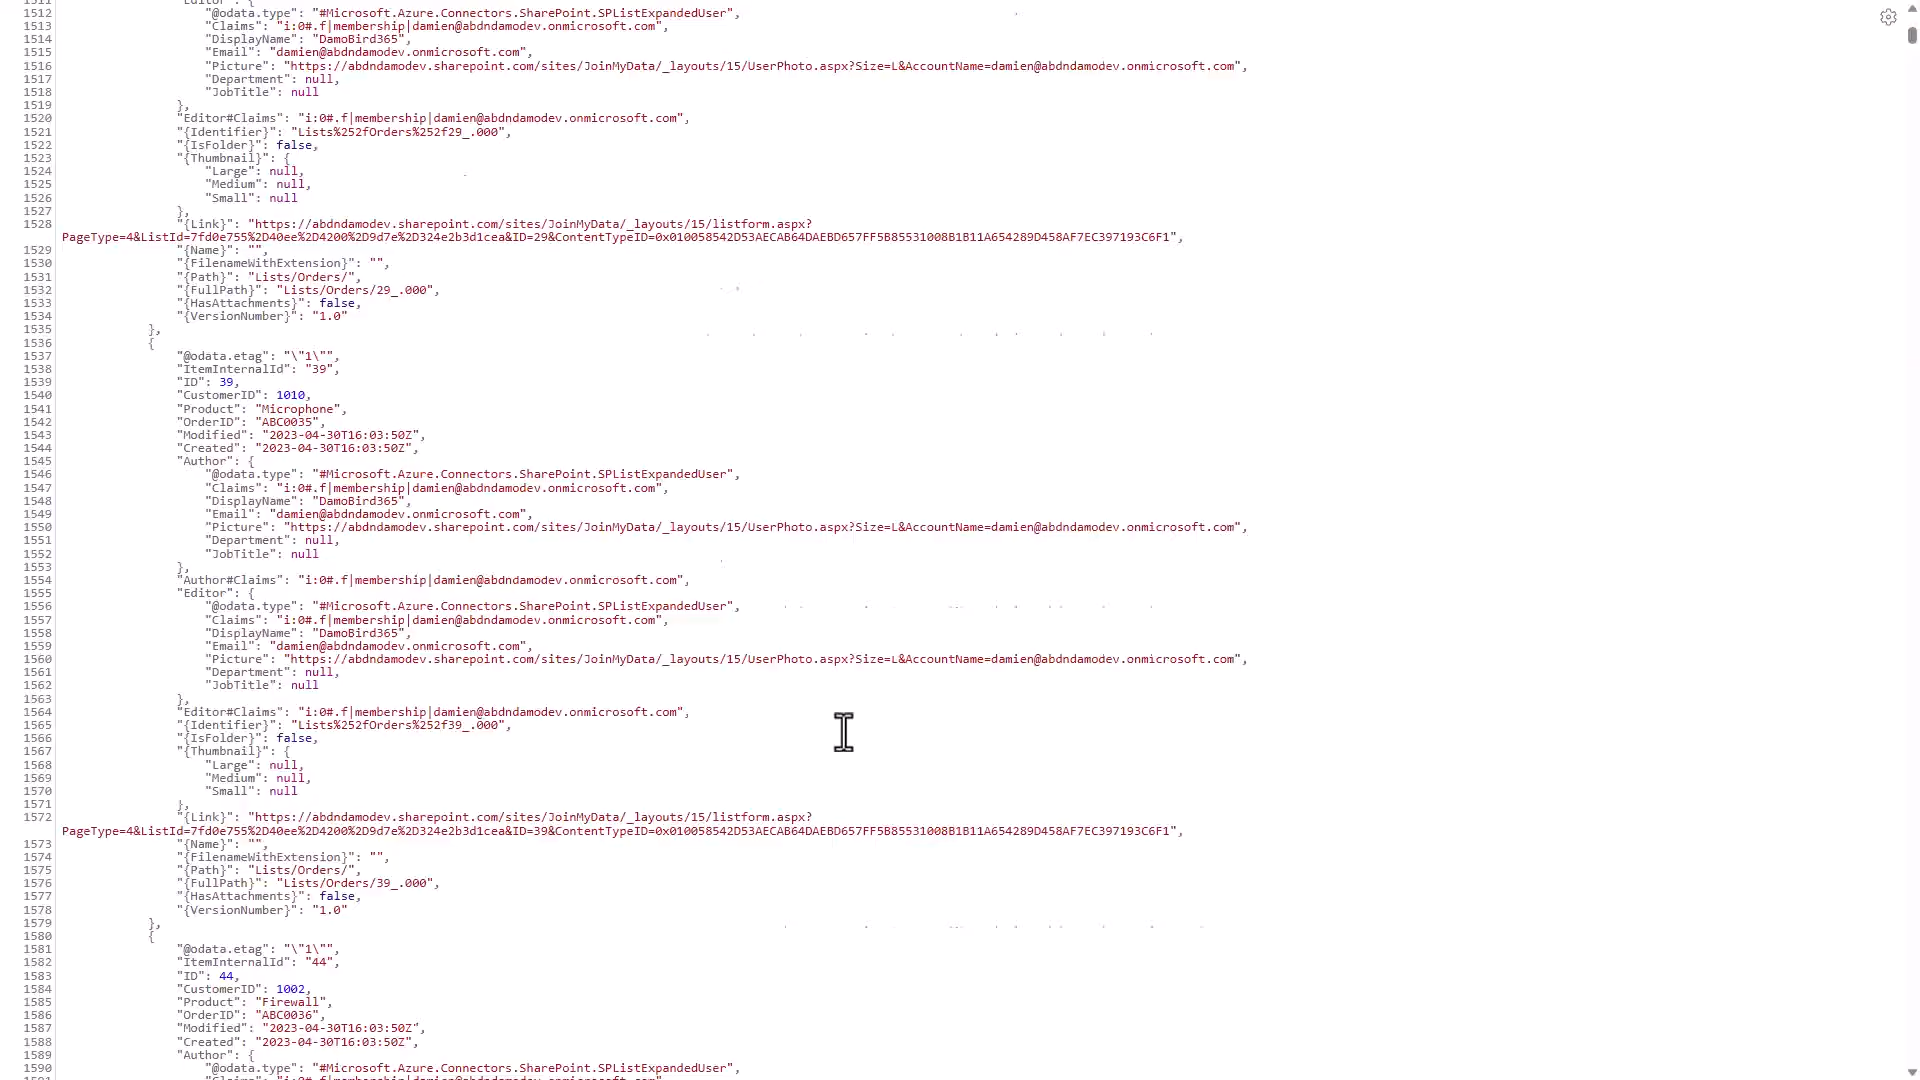 1511 "Editor": {
1512 "@odata.type": "#Microsoft.Azure.Connectors.SharePoint.SPListExpandedUser",
1513 "Claims": "i:0#.f|membership|damien@abdndamodev.onmicrosoft.com",
1514 "DisplayName": "DamoBird365",
1515 "Email": "damien@abdndamodev.onmicrosoft.com",
1516 "Picture": "https://abdndamodev.sharepoint.com/sites/JoinMyData/_layouts/15/UserPhoto.aspx?Size=L&AccountName=damien@abdndamodev.onmicrosoft.com",
1517 "Department": null,
1518 "JobTitle": null
1519 },
1520 "Editor#Claims": "i:0#.f|membership|damien@abdndamodev.onmicrosoft.com",
1521 "{Identifier}": "Lists%252fOrders%252f29_.000",
1522 "{IsFolder}": false,
1523 "{Thumbnail}": {
1524 "Large": null,
1525 "Medium": null,
1526 "Small": null
1527 },
1528 "{Link}": "https://abdndamodev.sharepoint.com/sites/JoinMyData/_layouts/15/listform.aspx?
PageType=4&ListId=7fd0e755%2D40ee%2D4200%2D9d7e%2D324e2b3d1cea&ID=29&ContentTypeID=0x010058542D53AECAB64DAEBD657FF5B85531008B1B11A654289D458AF7EC397193C6F1",
1529 "{Name}": "",
1530 "{FilenameWithExtension}": "",
1531 "{Path}": "Lists/Orders/",
1532 "{FullPath}": "Lists/Orders/29_.000",
1533 "{HasAttachments}": false,
1534 "{VersionNumber}": "1.0"
1535 },
1536 {
1537 "@odata.etag": "\"1\"",
1538 "ItemInternalId": "39",
1539 "ID": 39,
1540 "CustomerID": 1010,
1541 "Product": "Microphone",
1542 "OrderID": "ABC0035",
1543 "Modified": "2023-04-30T16:03:50Z",
1544 "Created": "2023-04-30T16:03:50Z",
1545 "Author": {
1546 "@odata.type": "#Microsoft.Azure.Connectors.SharePoint.SPListExpandedUser",
1547 "Claims": "i:0#.f|membership|damien@abdndamodev.onmicrosoft.com",
1548 "DisplayName": "DamoBird365",
1549 "Email": "damien@abdndamodev.onmicrosoft.com",
1550 "Picture": "https://abdndamodev.sharepoint.com/sites/JoinMyData/_layouts/15/UserPhoto.aspx?Size=L&AccountName=damien@abdndamodev.onmicrosoft.com",
1551 "Department": null,
1552 "JobTitle": null
1553 },
1554 "Author#Claims": "i:0#.f|membership|damien@abdndamodev.onmicrosoft.com",
1555 "Editor": {
1556 "@odata.type": "#Microsoft.Azure.Connectors.SharePoint.SPListExpandedUser",
1557 "Claims": "i:0#.f|membership|damien@abdndamodev.onmicrosoft.com",
1558 "DisplayName": "DamoBird365",
1559 "Email": "damien@abdndamodev.onmicrosoft.com",
1560 "Picture": "https://abdndamodev.sharepoint.com/sites/JoinMyData/_layouts/15/UserPhoto.aspx?Size=L&AccountName=damien@abdndamodev.onmicrosoft.com",
1561 "Department": null,
1562 "JobTitle": null
1563 },
1564 "Editor#Claims": "i:0#.f|membership|damien@abdndamodev.onmicrosoft.com",
1565 "{Identifier}": "Lists%252fOrders%252f39_.000",
1566 "{IsFolder}": false,
1567 "{Thumbnail}": {
1568 "Large": null,
1569 "Medium": null,
1570 "Small": null
1571 },
1572 "{Link}": "https://abdndamodev.sharepoint.com/sites/JoinMyData/_layouts/15/listform.aspx?
PageType=4&ListId=7fd0e755%2D40ee%2D4200%2D9d7e%2D324e2b3d1cea&ID=39&ContentTypeID=0x010058542D53AECAB64DAEBD657FF5B85531008B1B11A654289D458AF7EC397193C6F1",
1573 "{Name}": "",
1574 "{FilenameWithExtension}": "",
1575 "{Path}": "Lists/Orders/",
1576 "{FullPath}": "Lists/Orders/39_.000",
1577 "{HasAttachments}": false,
1578 "{VersionNumber}": "1.0"
1579 },
1580 {
1581 "@odata.etag": "\"1\"",
1582 "ItemInternalId": "44",
1583 "ID": 44,
1584 "CustomerID": 1002,
1585 "Product": "Firewall",
1586 "OrderID": "ABC0036",
1587 "Modified": "2023-04-30T16:03:50Z",
1588 "Created": "2023-04-30T16:03:50Z",
1589 "Author": {
1590 "@odata.type": "#Microsoft.Azure.Connectors.SharePoint.SPListExpandedUser",